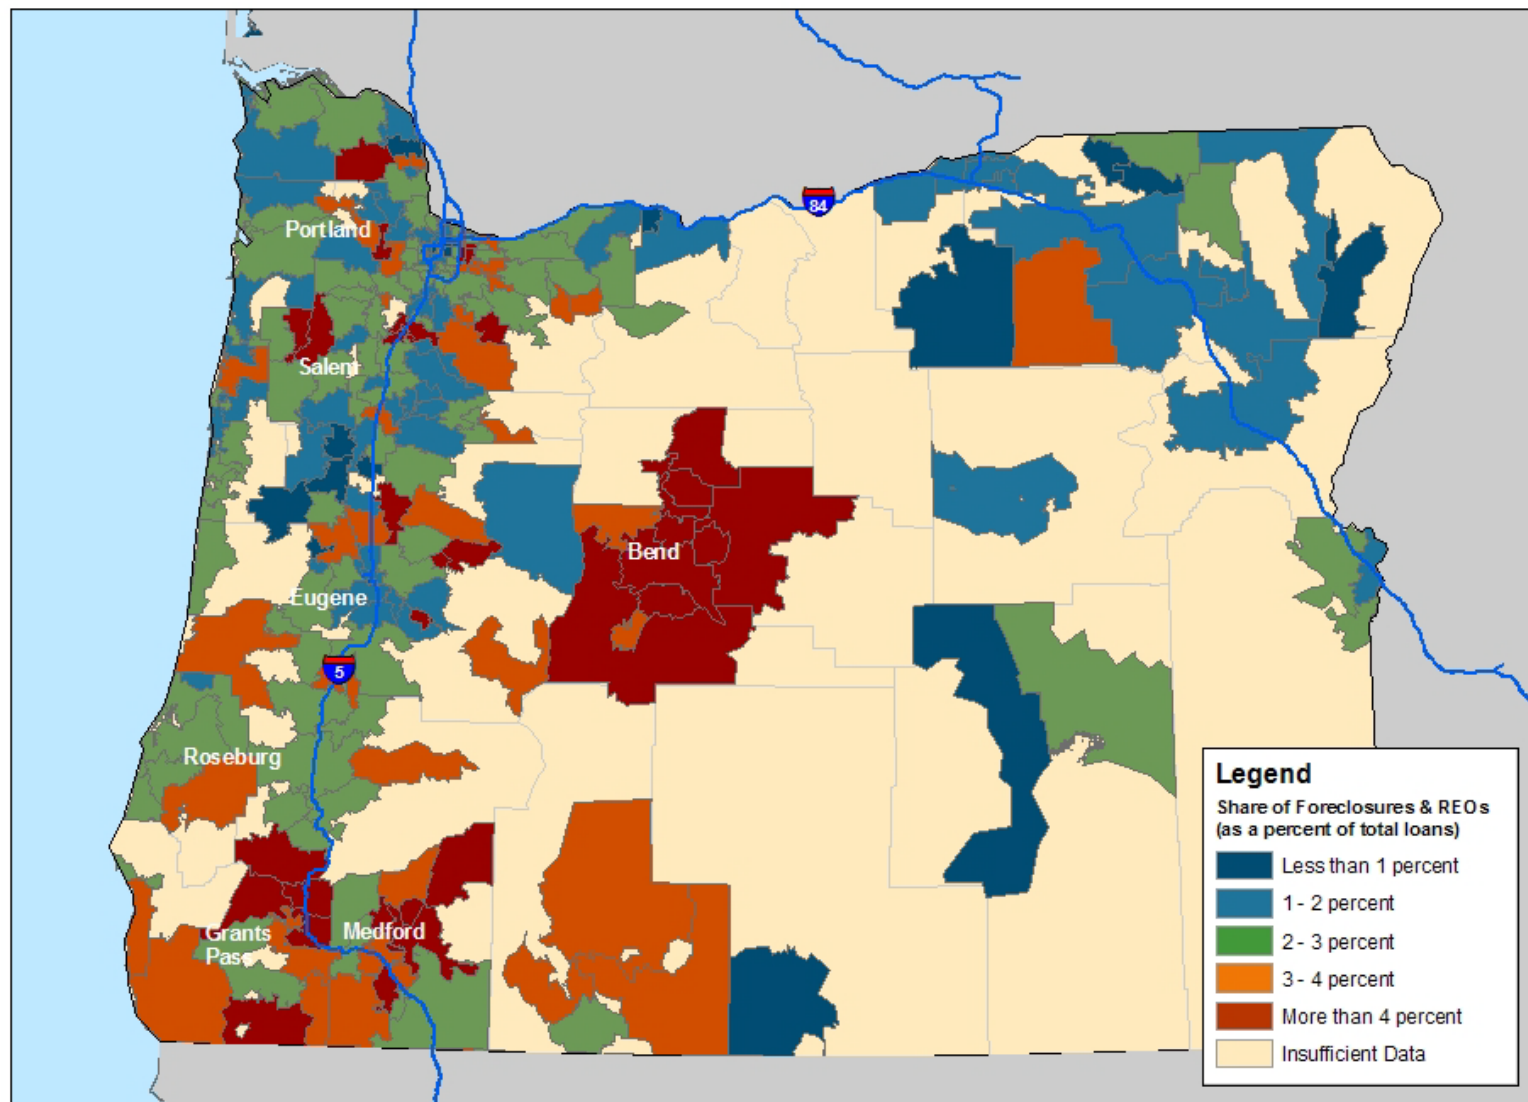 84
Portland
Salem
Bend
Eugene
5
Roseburg
Grants
Pass
Medford
Legend
Share of Foreclosures & REOs
(as a percent of total loans)
Less than 1 percent
1 - 2 percent
2 - 3 percent
3 - 4 percent
More than 4 percent
Insufficient Data